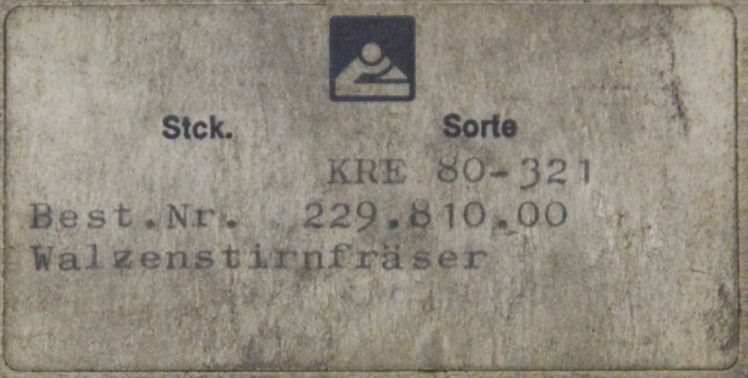 Stck. Sorte
KRE 80-321
Best.Nr. 229.810.00
Walzenstirnfräser